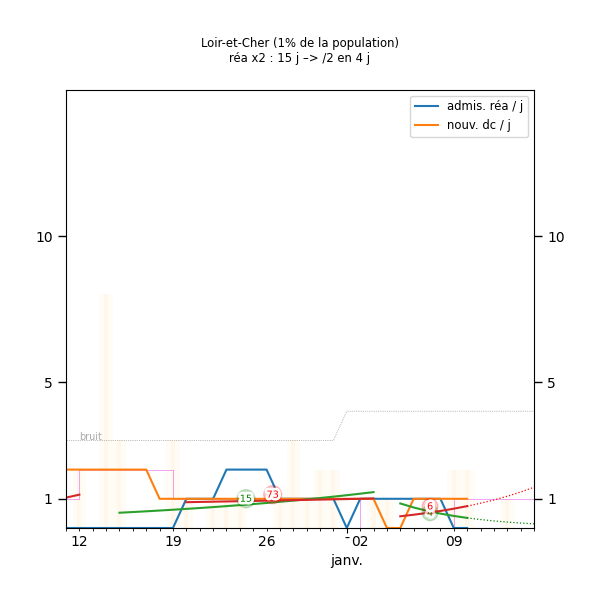 Loir-et-Cher (1% de la population)
réa x2 : 15 j –> /2 en 4 j
admis. réa / j
nouv. dc / j
10
10
5
5
bruit
1
1
15
73
6
12
19
26
02
09
janv.